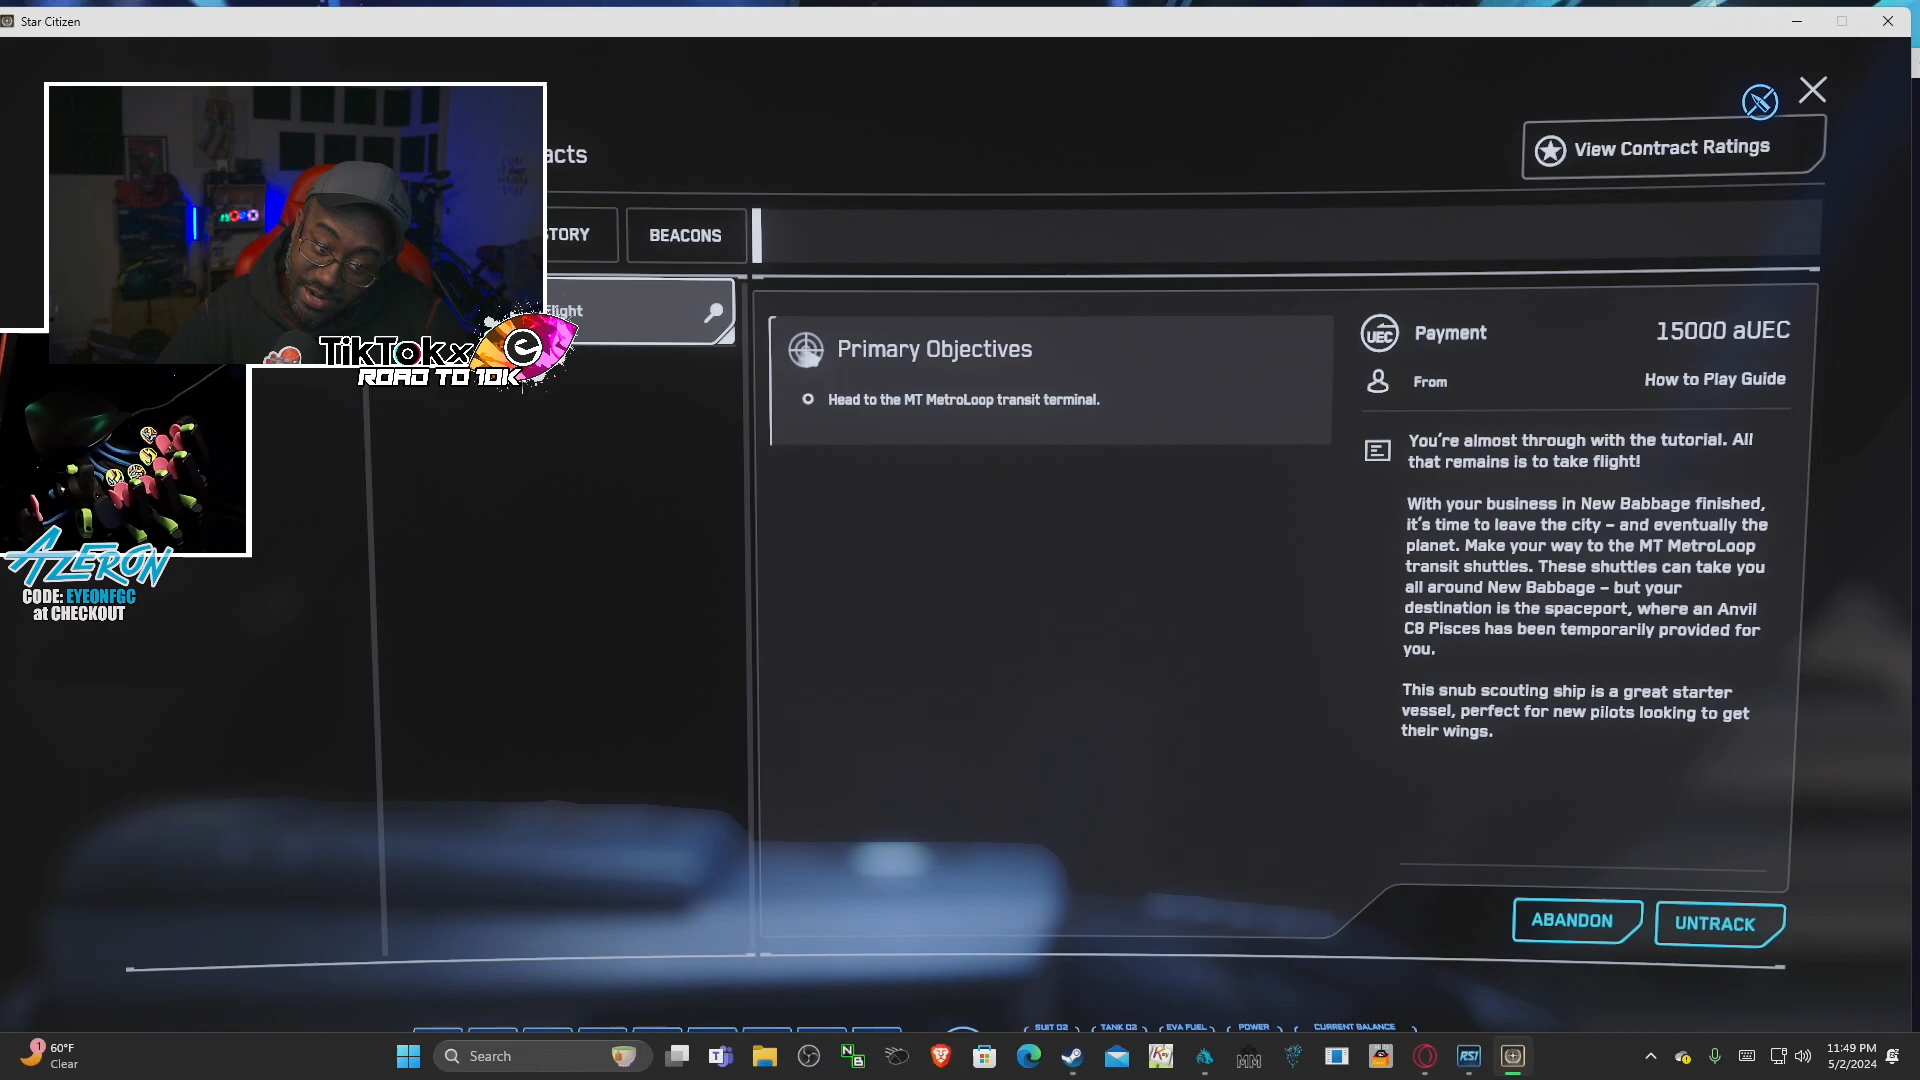 Star Citizen
acts
View Contract Ratings
STORY
BEACONS
Flight
Primary Objectives
Head to the MT MetroLoop transit terminal.
UEC
Payment
15000 aUEC
From
How to Play Guide
You're almost through with the tutorial. All
that remains is to take flight!
With your business in New Babbage finished,
it's time to leave the city – and eventually the
planet. Make your way to the MT MetroLoop
transit shuttles. These shuttles can take you
all around New Babbage – but your
destination is the spaceport, where an Anvil
C8 Pisces has been temporarily provided for
you.
This snub scouting ship is a great starter
vessel, perfect for new pilots looking to get
their wings.
ABANDON
UNTRACK
TikTok x e
ROAD TO 10K
AZERON
CODE: EYEONFGC
at CHECKOUT
SUIT 02
TANK 02
EVA FUEL
POWER
CURRENT BALANCE
1
60°F
Clear
Search
RSI
11:49 PM
5/2/2024